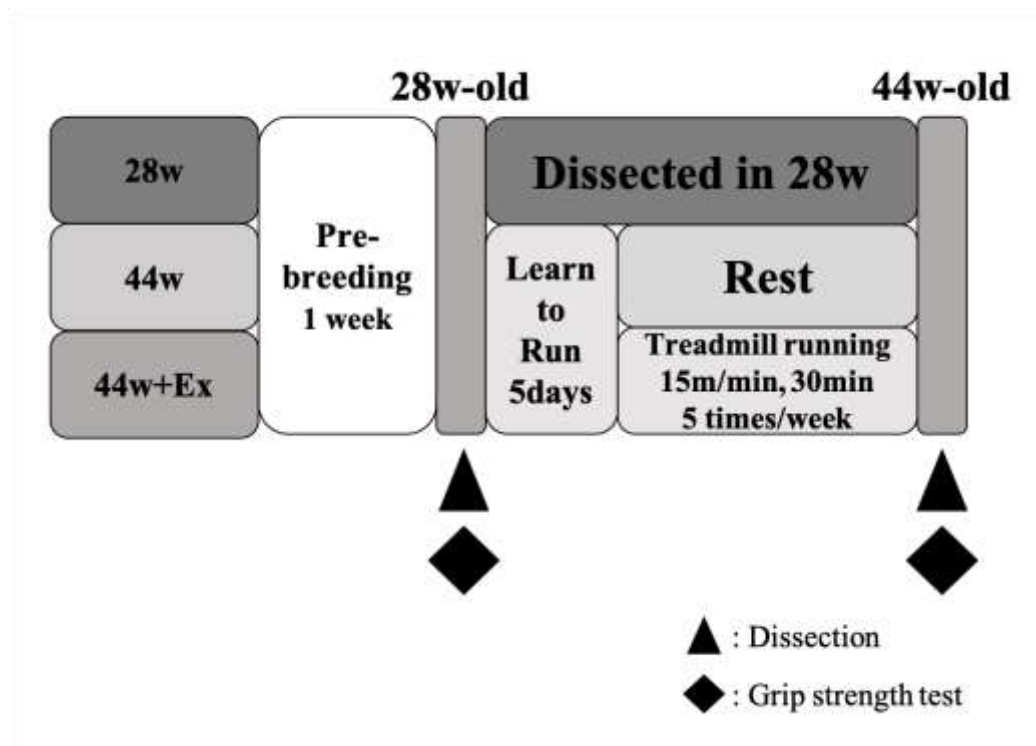 28w-old
44w-old
28w
44w
44w+Ex
Pre-
breeding
1 week
Dissected in 28w
Learn
to
Run
5days
Rest
Treadmill running
15m/min, 30min
5 times/week
: Dissection
: Grip strength test